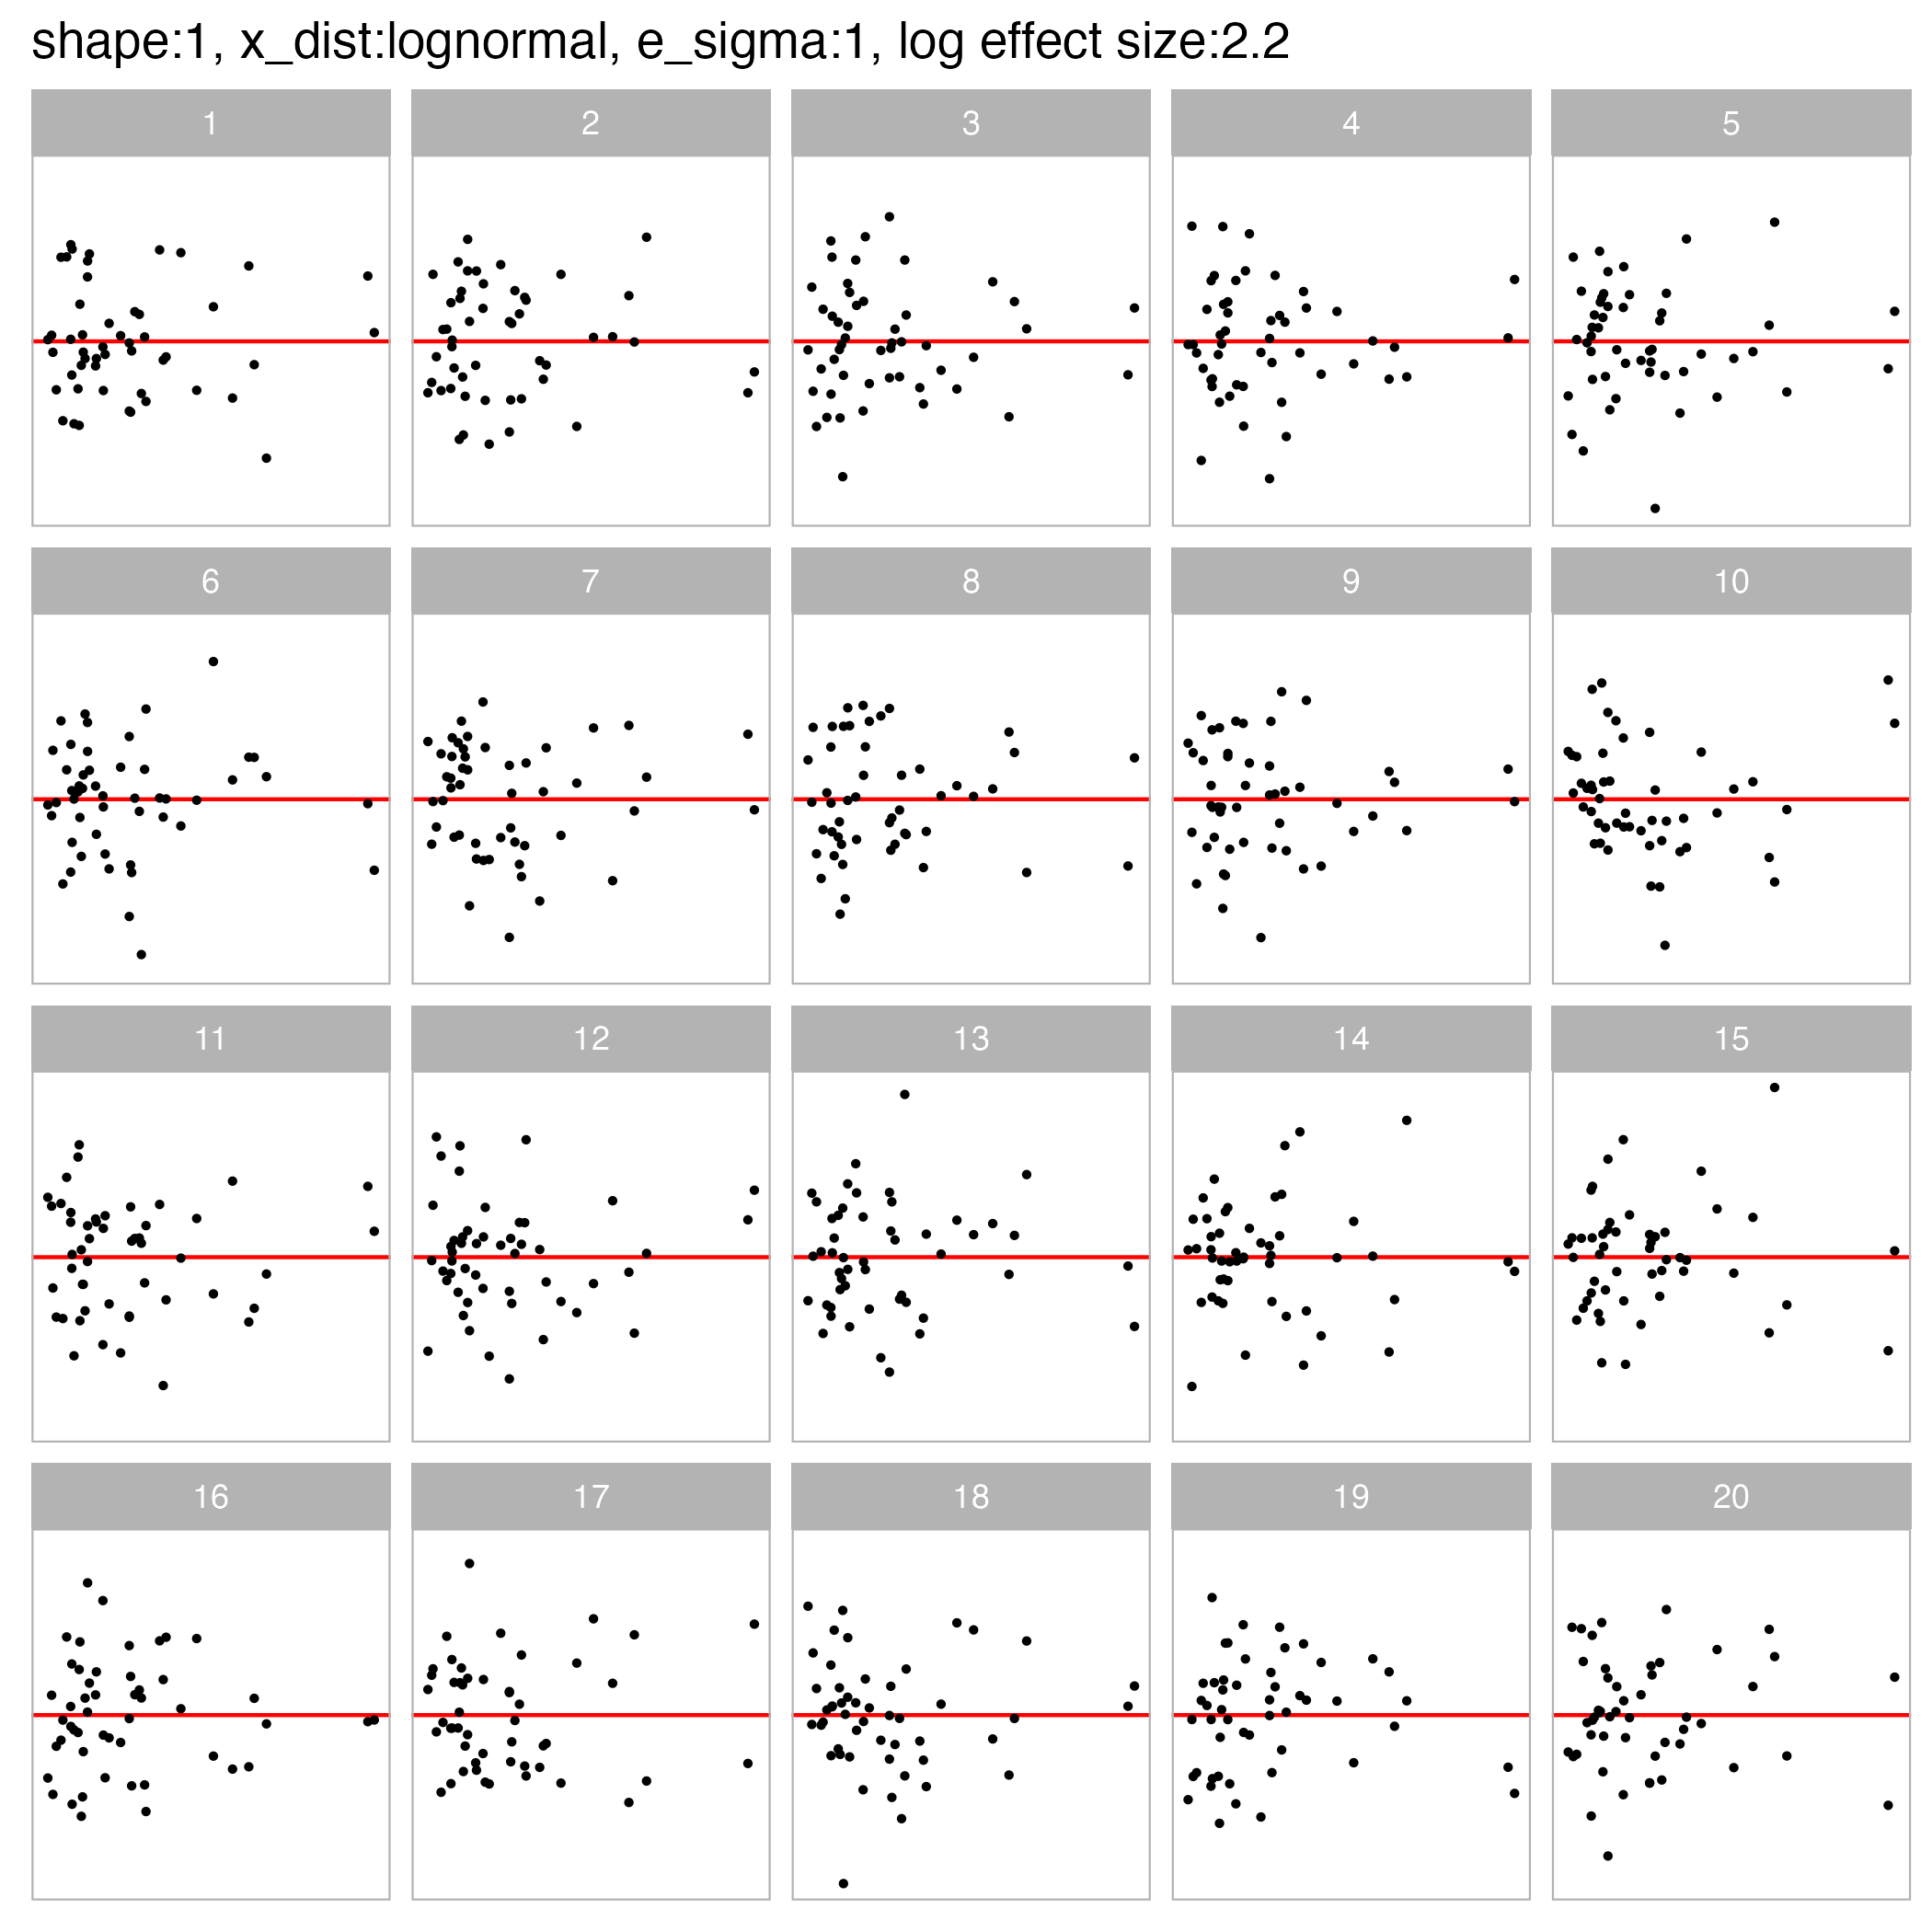 shape:1, x_dist:lognormal, e_sigma:1, log effect size:2.2
1 2 3 4 5
6 7 8 9 10
11 12 13 14 15
16 17 18 19 20